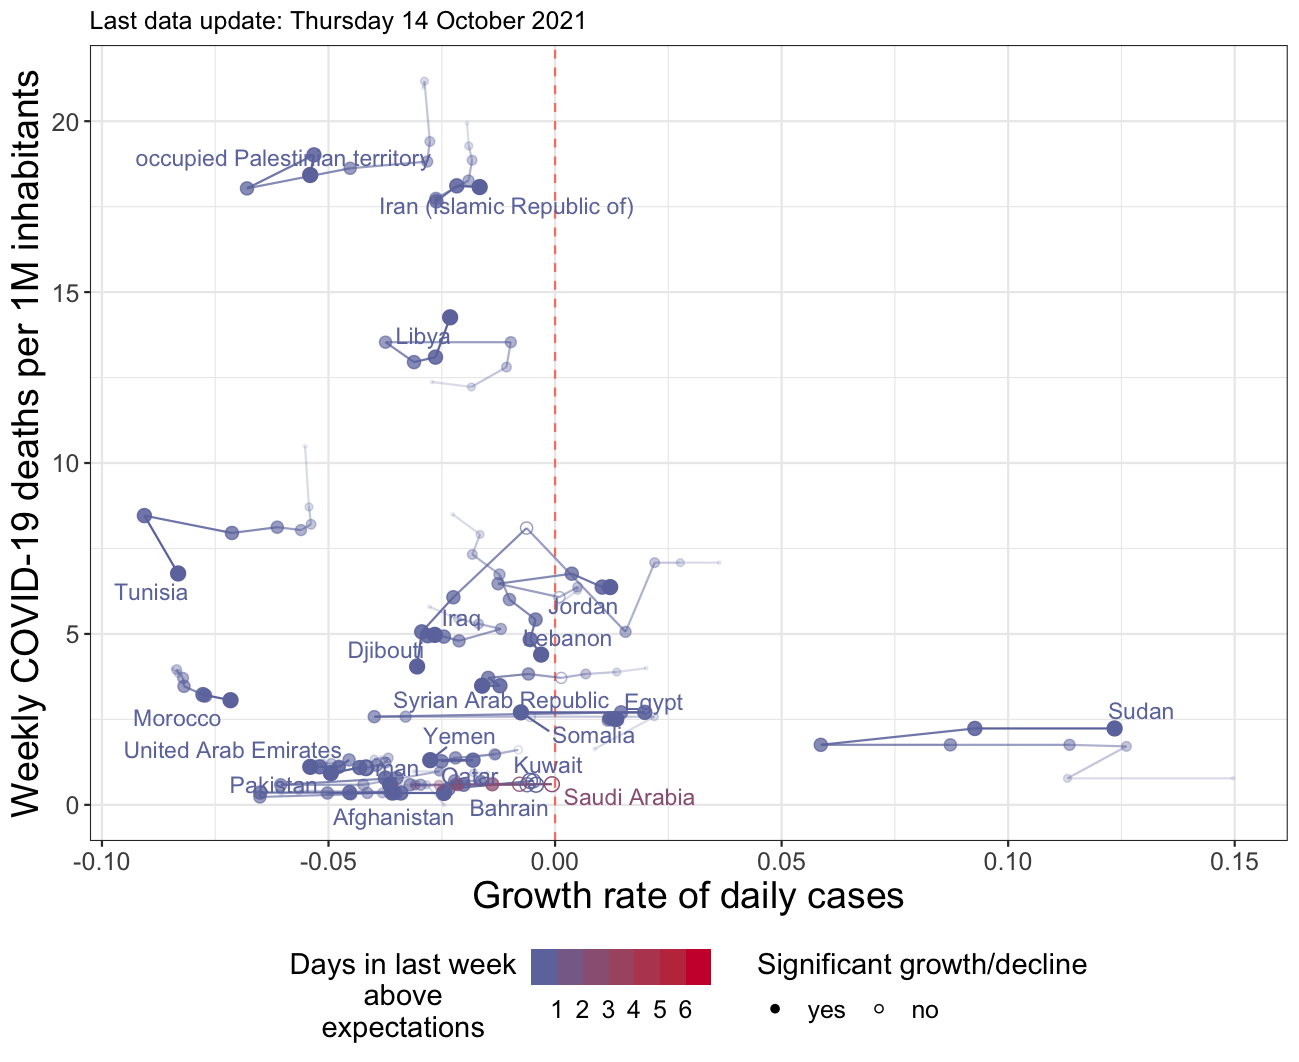 Last data update: Thursday 14 October 2021
Weekly COVID-19 deaths per 1M inhabitants
20
15
10
5
0
occupied Palestinian territory
Iran (Islamic Republic of)
Libya
Tunisia
Jordan
Iraq
Lebanon
Djibouti
Syrian Arab Republic
Egypt
Morocco
Sudan
Yemen
Somalia
United Arab Emirates
Kuwait
Oman
Qatar
Pakistan
Saudi Arabia
Bahrain
Afghanistan
-0.10 -0.05 0.00 0.05 0.10 0.15
Growth rate of daily cases
Days in last week
above
expectations
1 2 3 4 5 6
Significant growth/decline
yes no